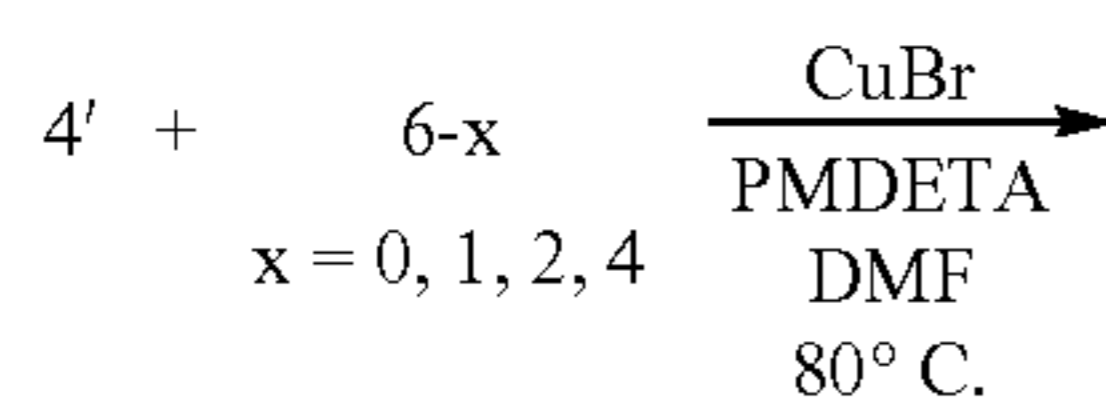 4′ + 6-x
x = 0, 1, 2, 4
CuBr
PMDETA
DMF
80° C.